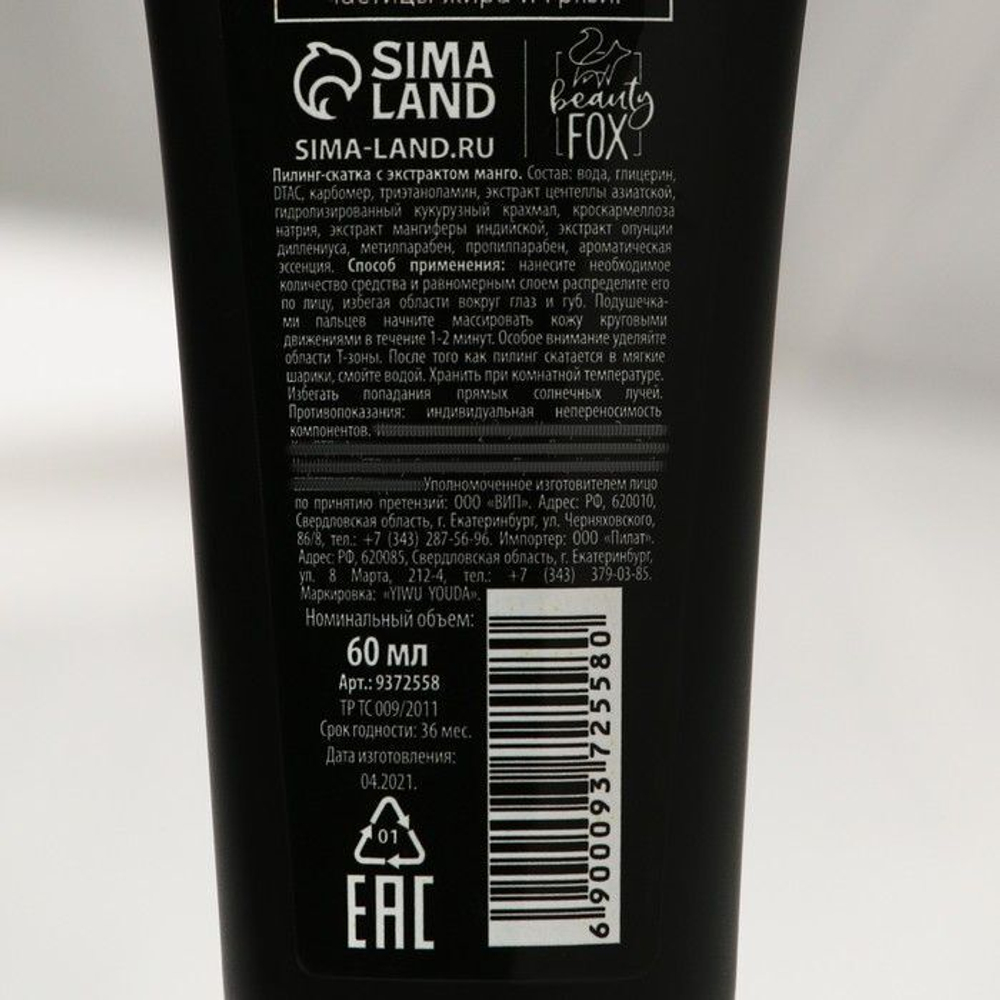 частицы жира и грязи.
SIMA
LAND
SIMA-LAND.RU
beauty
FOX
Пилинг-скатка с экстрактом манго. Состав: вода, глицерин,
DTAC, карбомер, триэтаноламин, экстракт центеллы азиатской,
гидролизированный кукурузный крахмал, кроскармеллоза
натрия, экстракт мангиферы индийской, экстракт опунции
диллениуса, метилпарабен, пропилпарабен, ароматическая
эссенция. Способ применения: нанесите необходимое
количество средства и равномерным слоем распределите его
по лицу, избегая области вокруг глаз и губ. Подушечка-
ми пальцев начните массировать кожу круговыми
движениями в течение 1-2 минут. Особое внимание уделяйте
области Т-зоны. После того как пилинг скатается в мягкие
шарики, смойте водой. Хранить при комнатной температуре.
Избегать попадания прямых солнечных лучей.
Противопоказания: индивидуальная непереносимость
компонентов.
Уполномоченное изготовителем лицо
по принятию претензий: ООО «ВИП». Адрес: РФ, 620010,
Свердловская область, г. Екатеринбург, ул. Черняховского,
86/8, тел.: +7 (343) 287-56-96. Импортер: ООО «Пилат».
Адрес: РФ, 620085, Свердловская область, г. Екатеринбург,
ул. 8 Марта, 212-4, тел.: +7 (343) 379-03-85.
Маркировка: «YIWU YOUDA».
Номинальный объем:
60 мл
Арт.: 9372558
ТР ТС 009/2011
Срок годности: 36 мес.
Дата изготовления:
04.2021.
01
EAC
6900093725580